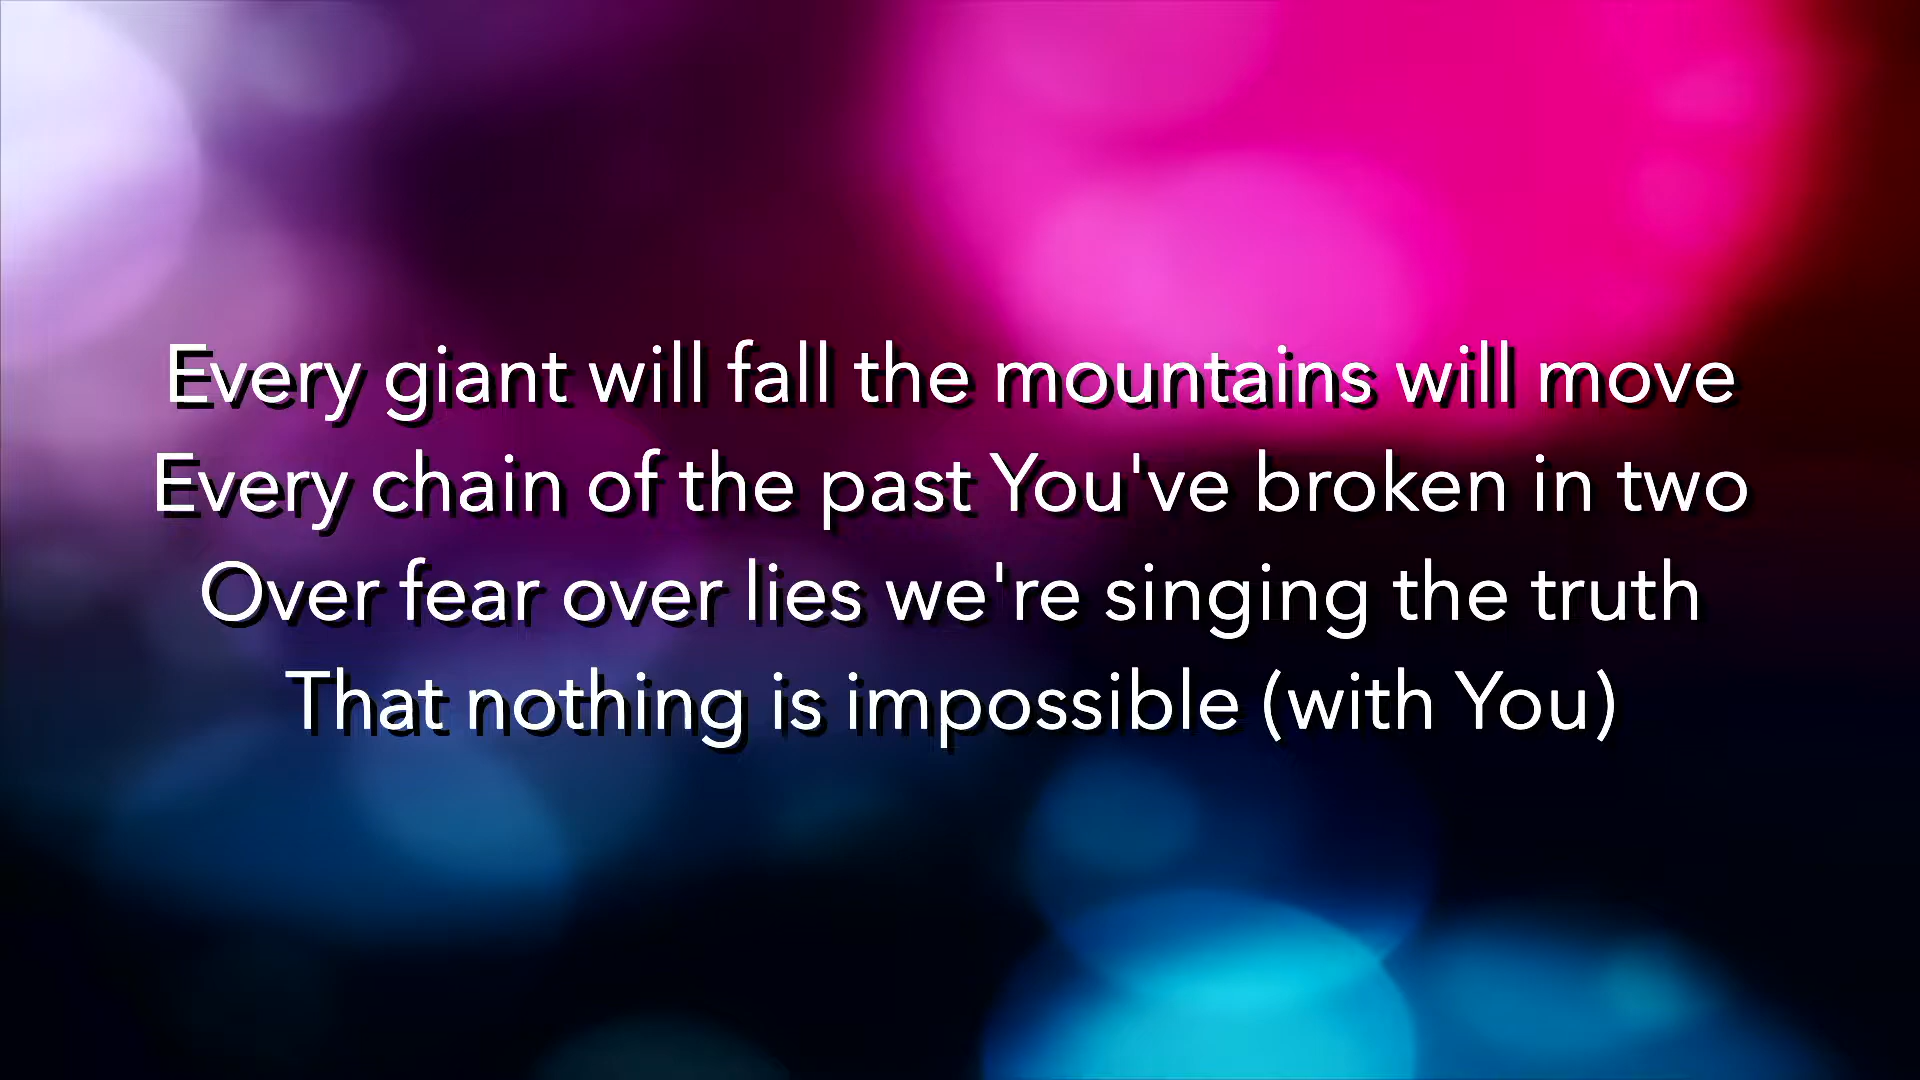 Every giant will fall the mountains will move
Every chain of the past You've broken in two
Over fear over lies we're singing the truth
That nothing is impossible (with You)